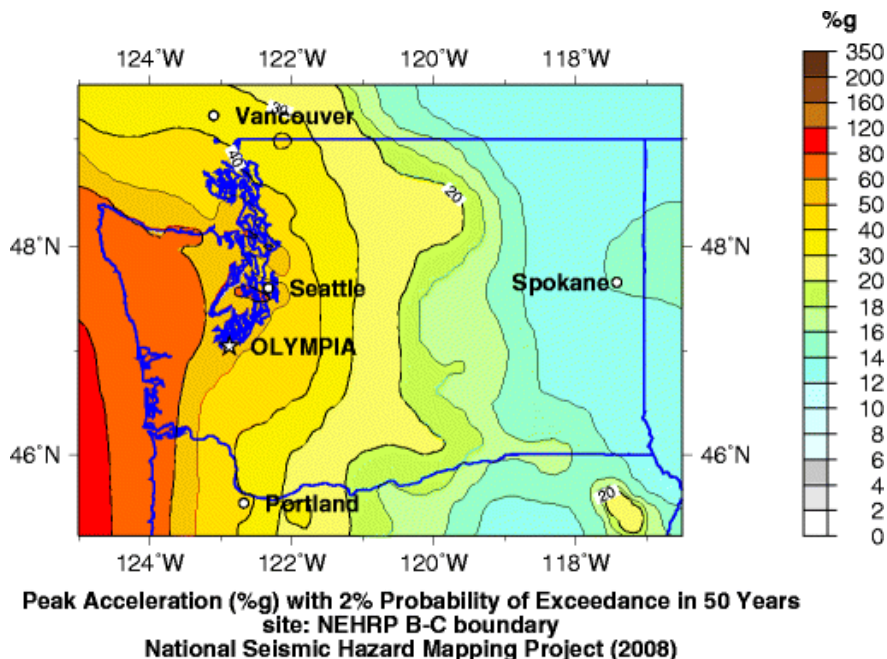 %g
124°W 122°W 120°W 118°W
350
200
160
120
80
60
50
40
30
20
18
16
14
12
10
8
6
4
2
0
30
Vancouver
40
20
48°N 48°N
Spokane
Seattle
OLYMPIA
46°N 46°N
20
Portland
124°W 122°W 120°W 118°W
Peak Acceleration (%g) with 2% Probability of Exceedance in 50 Years
site: NEHRP B-C boundary
National Seismic Hazard Mapping Project (2008)